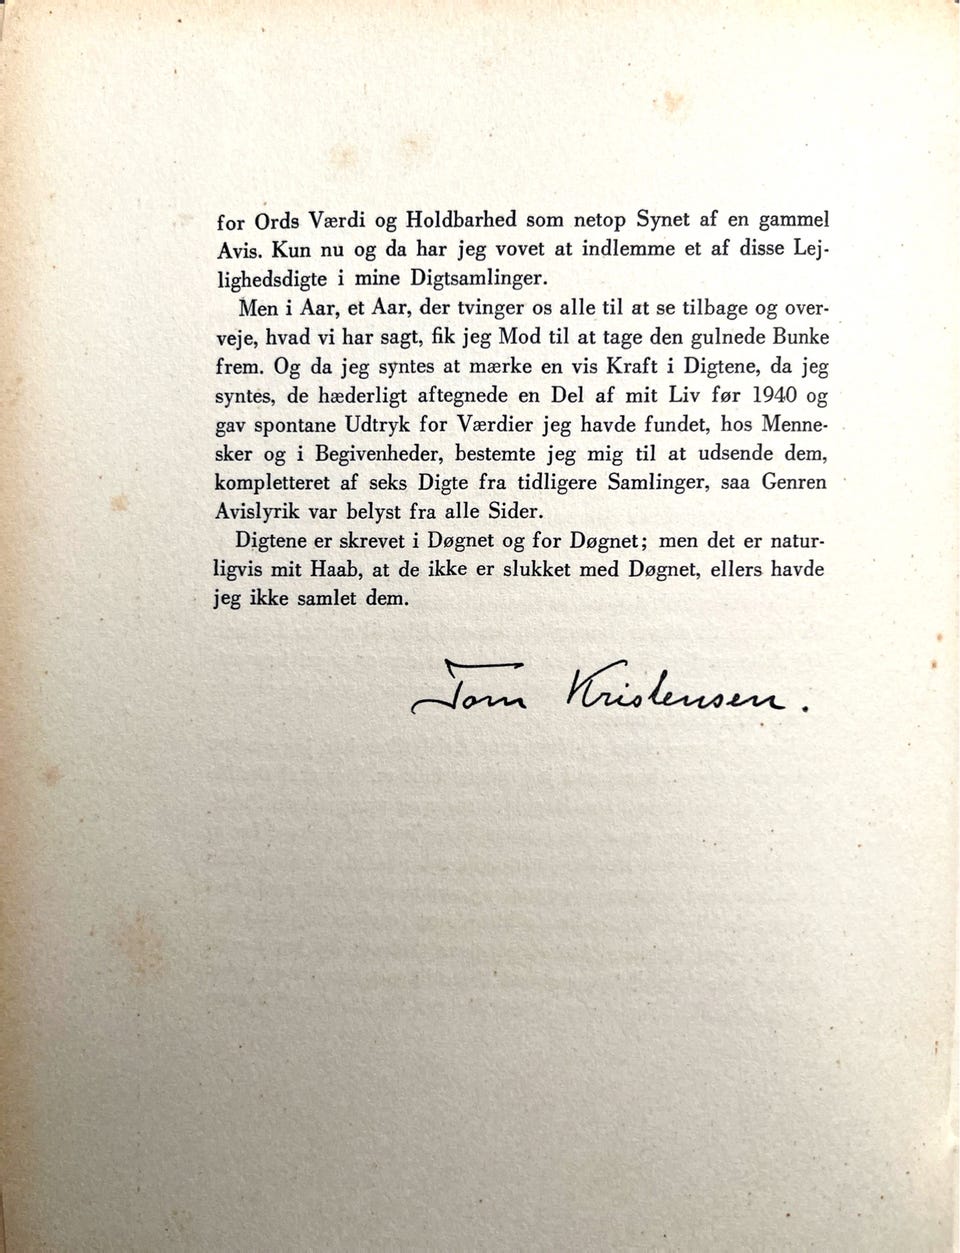 for Ords Værdi og Holdbarhed som netop Synet af en gammel
Avis. Kun nu og da har jeg vovet at indlemme et af disse Lej-
lighedsdigte i mine Digtsamlinger.
Men i Aar, et Aar, der tvinger os alle til at se tilbage og over-
veje, hvad vi har sagt, fik jeg Mod til at tage den gulnede Bunke
frem. Og da jeg syntes at mærke en vis Kraft i Digtene, da jeg
syntes, de hæderligt aftegnede en Del af mit Liv før 1940 og
gav spontane Udtryk for Værdier jeg havde fundet, hos Menne-
sker og i Begivenheder, bestemte jeg mig til at udsende dem,
kompletteret af seks Digte fra tidligere Samlinger, saa Genren
Avislyrik var belyst fra alle Sider.
Digtene er skrevet i Døgnet og for Døgnet; men det er natur-
ligvis mit Haab, at de ikke er slukket med Døgnet, ellers havde
jeg ikke samlet dem.
Tom Kristensen.